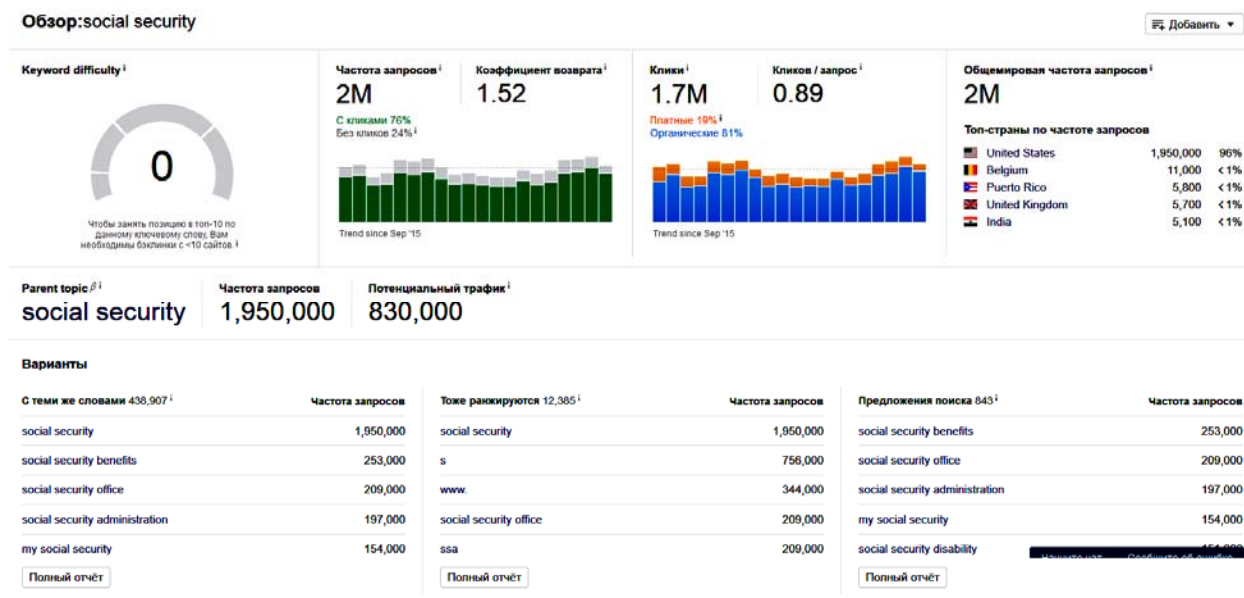 Обзор:social security
Добавить
Keyword difficulty i
0
Чтобы занять позицию в топ-10 по
данному ключевому слову, Вам
необходимы бэклинки с <10 сайтов. i
Частота запросов i
2M
С кликами 76%
Без кликов 24% i
Trend since Sep '15
Коэффициент возврата i
1.52
Клики i
1.7M
Платные 19% i
Органические 81%
Trend since Sep '15
Кликов / запрос i
0.89
Общемировая частота запросов i
2M
Топ-страны по частоте запросов
United States 1,950,000 96%
Belgium 11,000 <1%
Puerto Rico 5,800 <1%
United Kingdom 5,700 <1%
India 5,100 <1%
Parent topic β i
social security
Частота запросов
1,950,000
Потенциальный трафик i
830,000
Варианты
С теми же словами 438,907 i Частота запросов
social security 1,950,000
social security benefits 253,000
social security office 209,000
social security administration 197,000
my social security 154,000
Полный отчёт
Тоже ранжируются 12,385 i Частота запросов
social security 1,950,000
s 756,000
www. 344,000
social security office 209,000
ssa 209,000
Полный отчёт
Предложения поиска 843 i Частота запросов
social security benefits 253,000
social security office 209,000
social security administration 197,000
my social security 154,000
social security disability
Полный отчёт